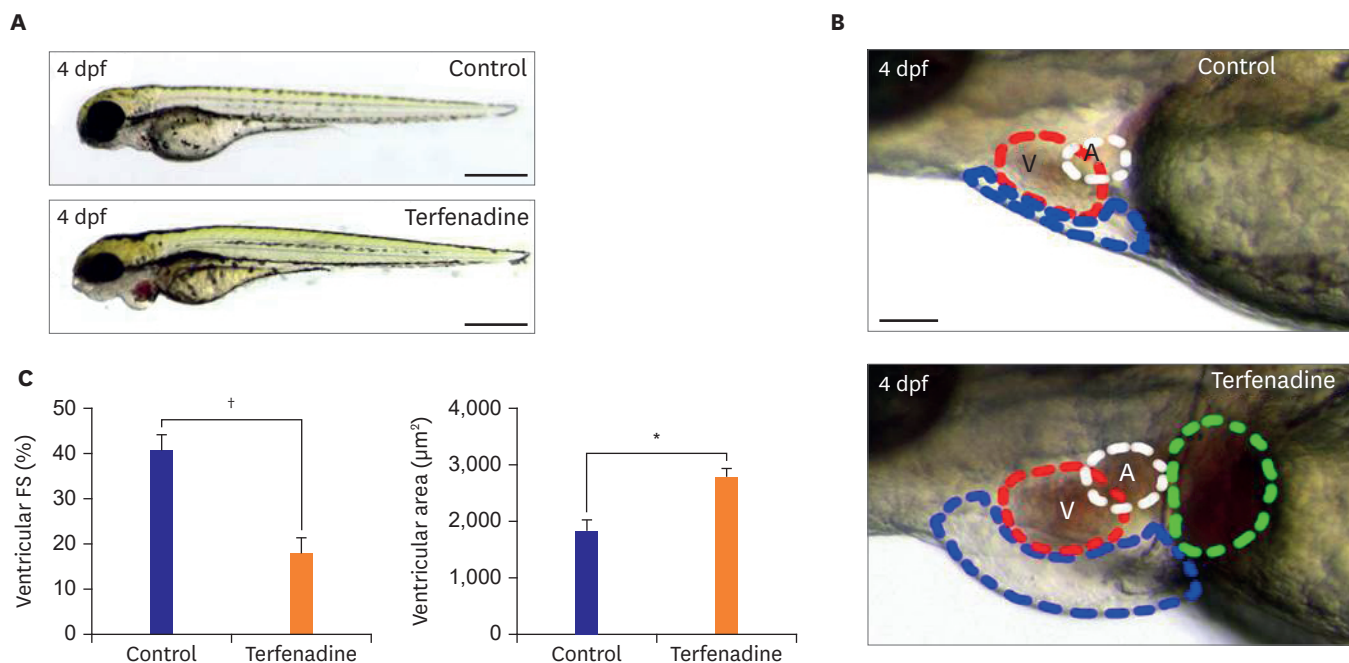 A
4 dpf
Control
4 dpf
Terfenadine
B
4 dpf
Control
V
A
4 dpf
Terfenadine
V
A
C
Ventricular FS (%)
50
40
30
20
10
0
†
Control
Terfenadine
Ventricular area (µm²)
4,000
3,000
2,000
1,000
0
*
Control
Terfenadine